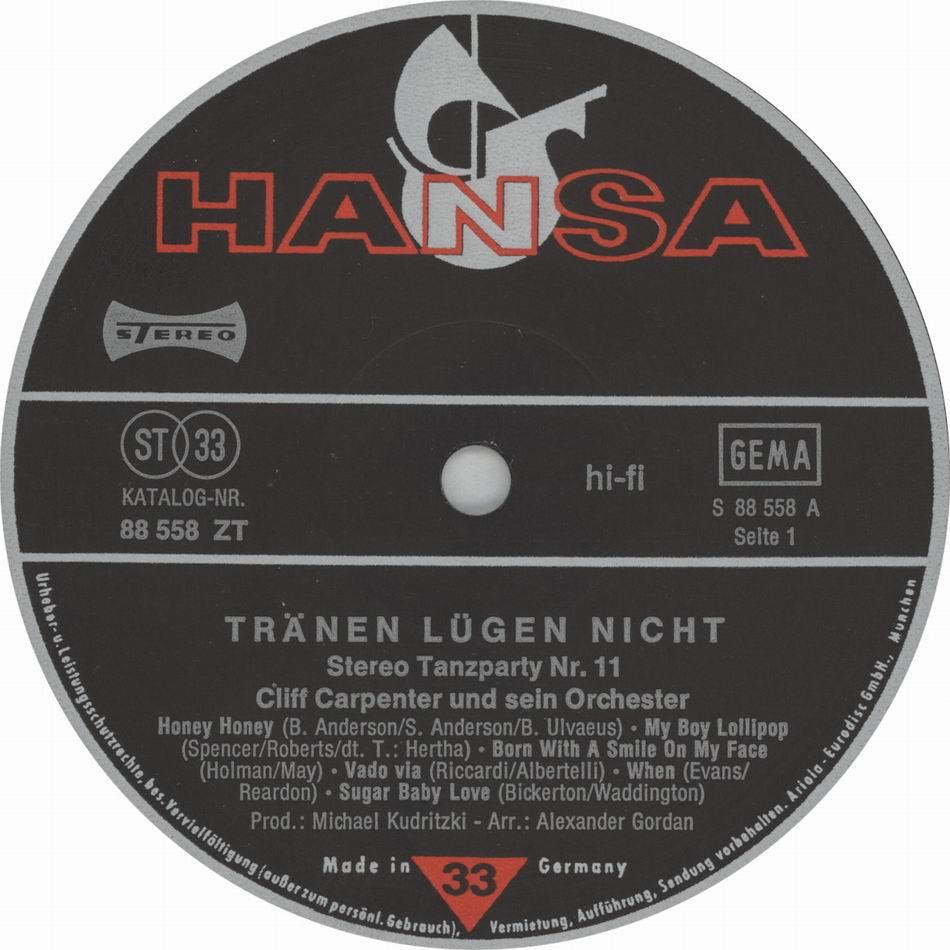 HANSA
STEREO
ST 33
KATALOG-NR.
88 558 ZT
hi-fi
GEMA
S 88 558 A
Seite 1
TRÄNEN LÜGEN NICHT
Stereo Tanzparty Nr. 11
Cliff Carpenter und sein Orchester
Honey Honey (B. Anderson/S. Anderson/B. Ulvaeus) · My Boy Lollipop
(Spencer/Roberts/dt. T.: Hertha) · Born With A Smile On My Face
(Holman/May) · Vado via (Riccardi/Albertelli) · When (Evans/
Reardon) · Sugar Baby Love (Bickerton/Waddington)
Prod.: Michael Kudritzki - Arr.: Alexander Gordan
Made in 33 Germany
Urheber- u. Leistungsschutzrechte, bes. Vervielfältigung (außer zum persönl. Gebrauch), Vermietung, Aufführung, Sendung vorbehalten. Ariola-Eurodisc GmbH., München